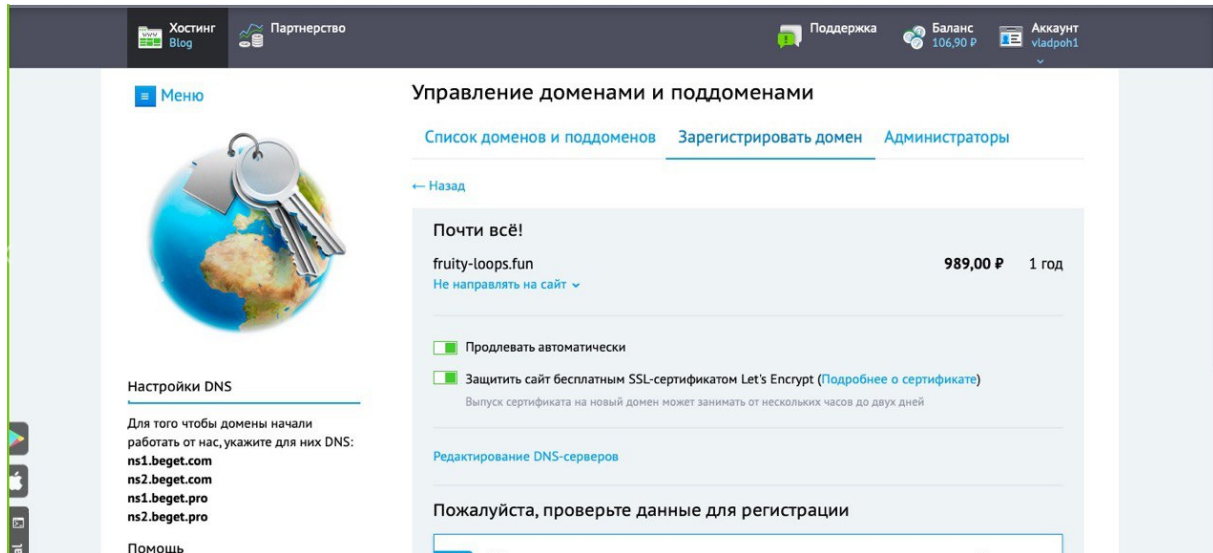 Хостинг
Blog
Партнерство
Поддержка
Баланс
106,90 ₽
Аккаунт
vladpoh1
Меню
Управление доменами и поддоменами
Список доменов и поддоменов
Зарегистрировать домен
Администраторы
← Назад
Почти всё!
fruity-loops.fun
989,00 ₽
1 год
Не направлять на сайт
Продлевать автоматически
Защитить сайт бесплатным SSL-сертификатом Let's Encrypt (Подробнее о сертификате)
Выпуск сертификата на новый домен может занимать от нескольких часов до двух дней
Редактирование DNS-серверов
Пожалуйста, проверьте данные для регистрации
Настройки DNS
Для того чтобы домены начали
работать от нас, укажите для них DNS:
ns1.beget.com
ns2.beget.com
ns1.beget.pro
ns2.beget.pro
Помощь